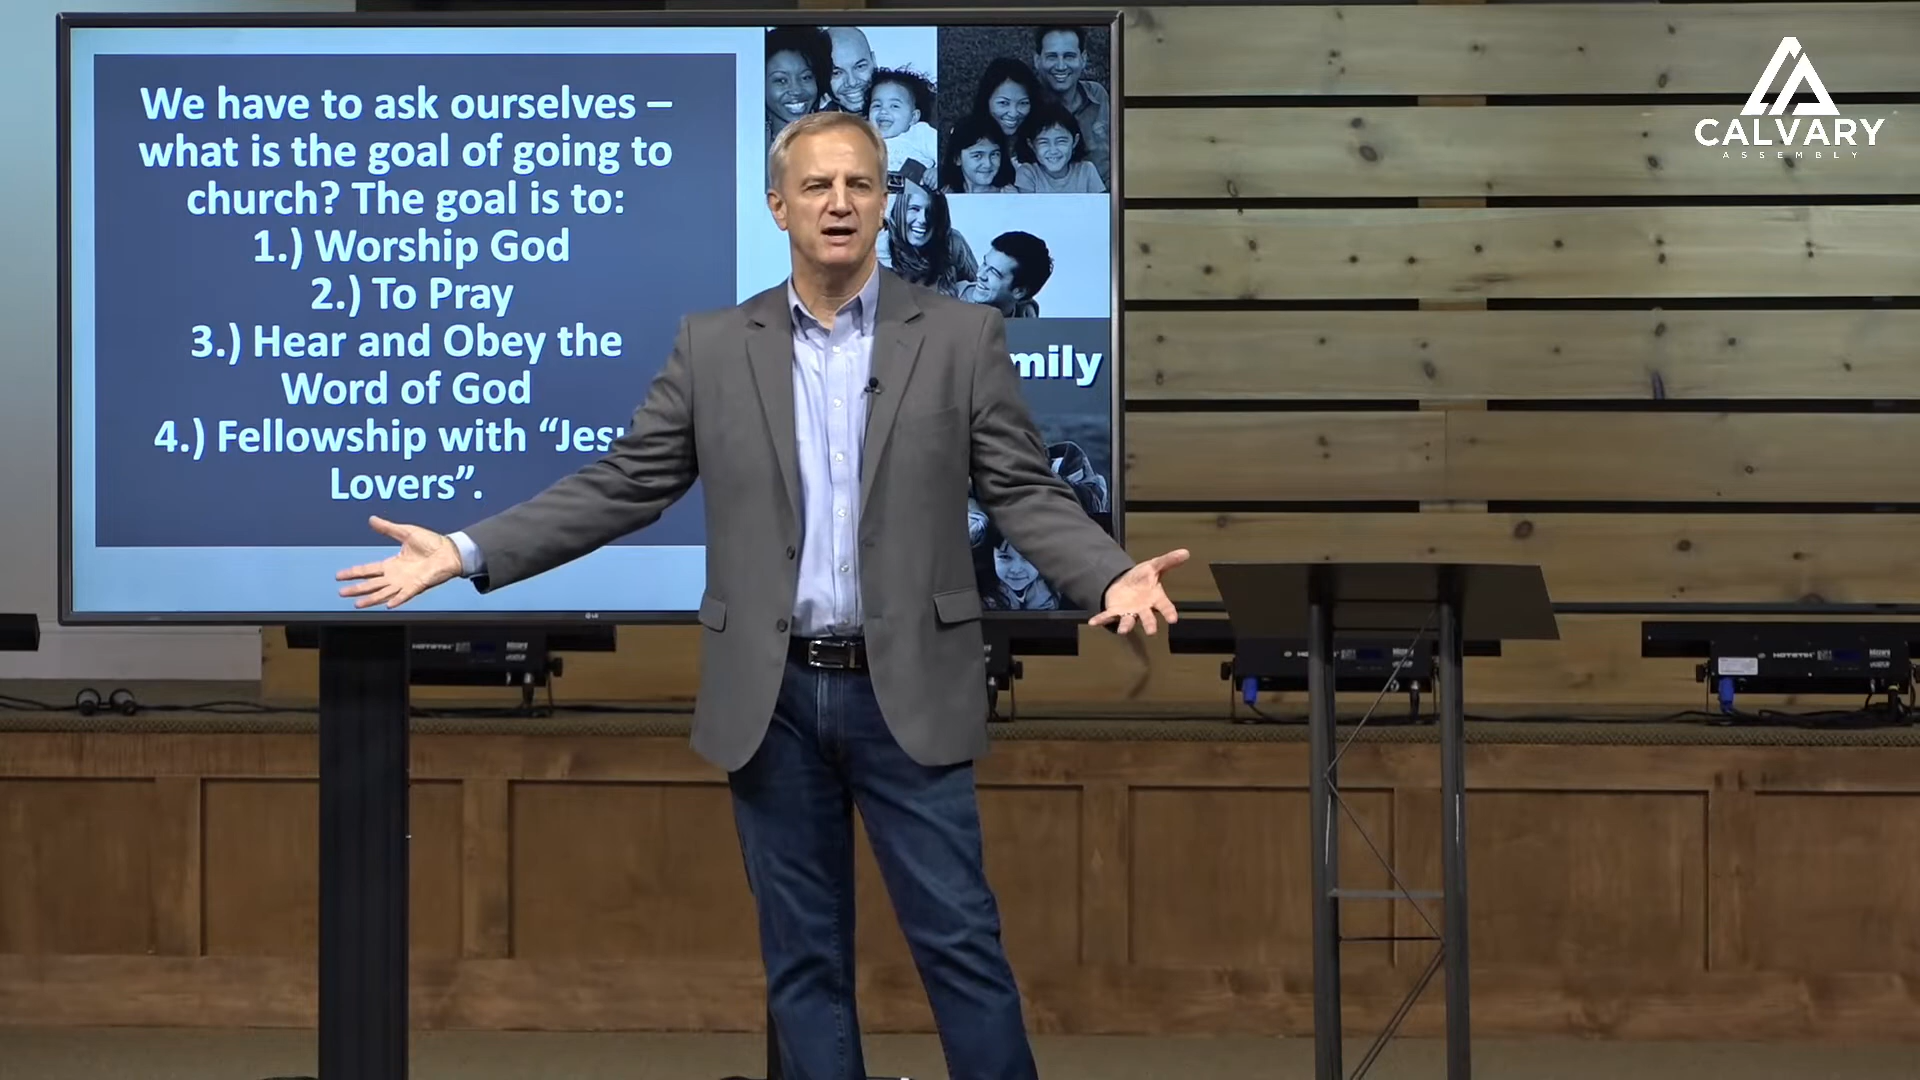 We have to ask ourselves –
what is the goal of going to
church? The goal is to:
1.) Worship God
2.) To Pray
3.) Hear and Obey the
Word of God
4.) Fellowship with “Jesu
Lovers”.
mily
CALVARY
ASSEMBLY
LG